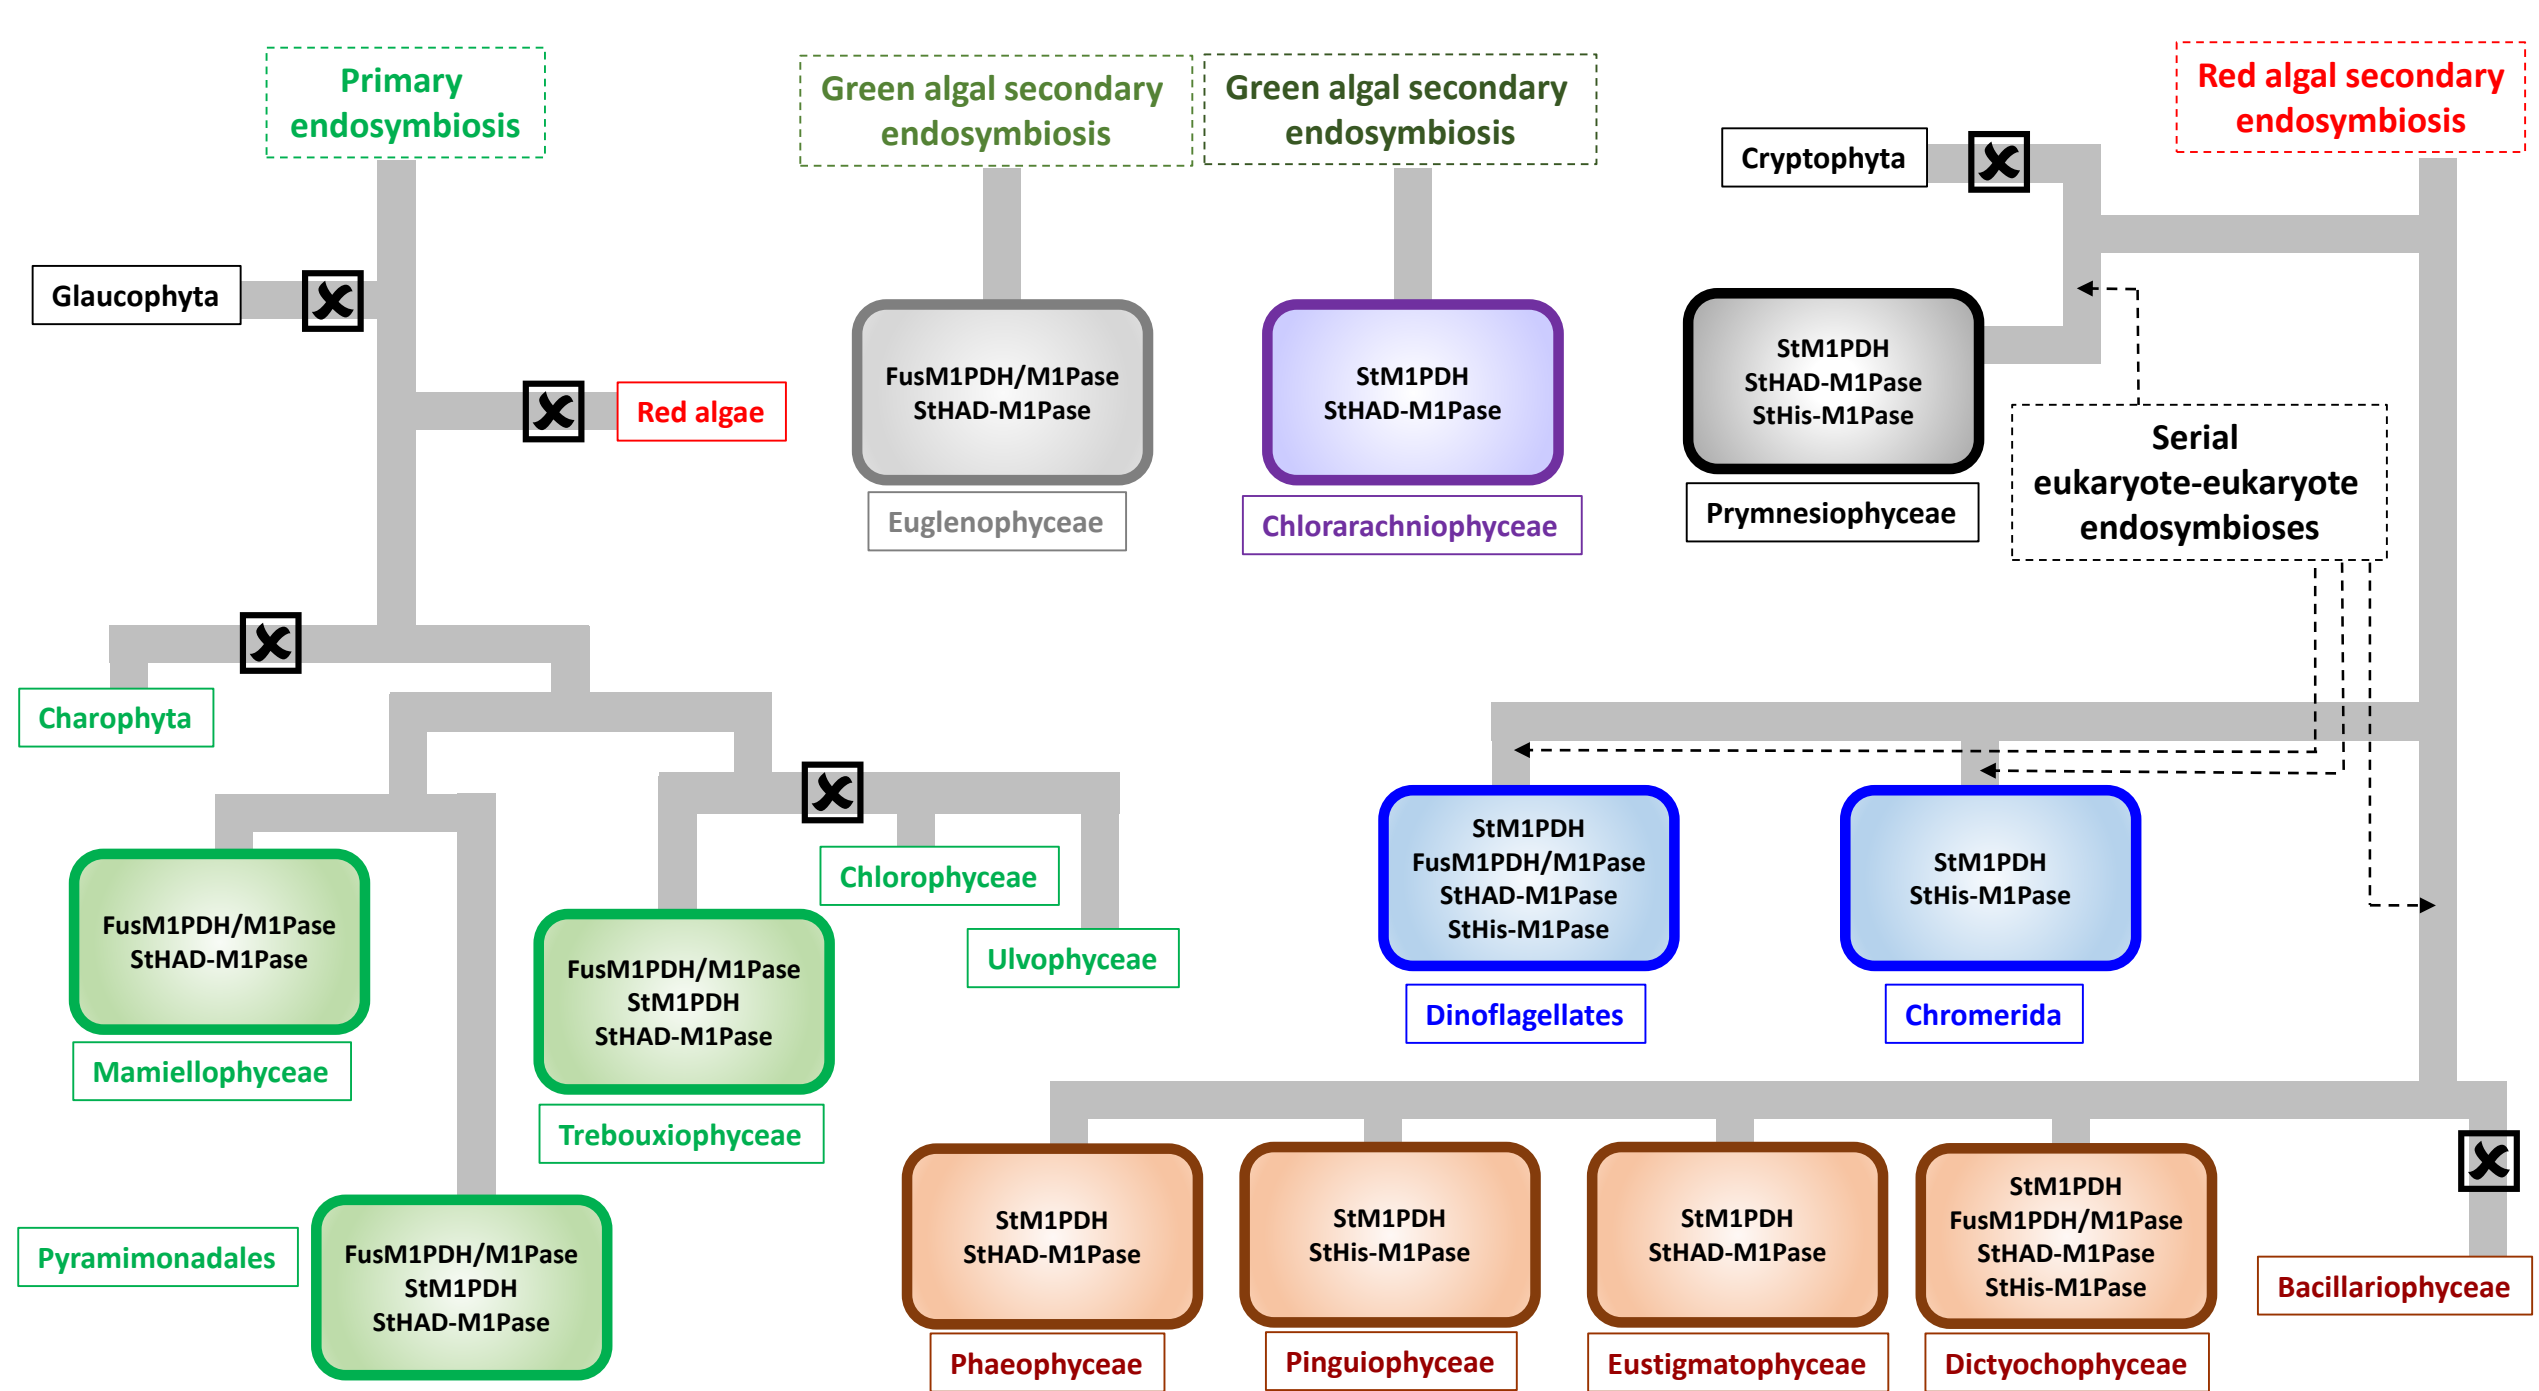 Primary
endosymbiosis
Green algal secondary
endosymbiosis
Green algal secondary
endosymbiosis
Red algal secondary
endosymbiosis
Cryptophyta
Glaucophyta
Red algae
FusM1PDH/M1Pase
StHAD-M1Pase
Euglenophyceae
StM1PDH
StHAD-M1Pase
Chlorarachniophyceae
StM1PDH
StHAD-M1Pase
StHis-M1Pase
Prymnesiophyceae
Serial
eukaryote-eukaryote
endosymbioses
Charophyta
FusM1PDH/M1Pase
StHAD-M1Pase
Mamiellophyceae
FusM1PDH/M1Pase
StM1PDH
StHAD-M1Pase
Trebouxiophyceae
Chlorophyceae
Ulvophyceae
StM1PDH
FusM1PDH/M1Pase
StHAD-M1Pase
StHis-M1Pase
Dinoflagellates
StM1PDH
StHis-M1Pase
Chromerida
Pyramimonadales
FusM1PDH/M1Pase
StM1PDH
StHAD-M1Pase
StM1PDH
StHAD-M1Pase
Phaeophyceae
StM1PDH
StHis-M1Pase
Pinguiophyceae
StM1PDH
StHAD-M1Pase
Eustigmatophyceae
StM1PDH
FusM1PDH/M1Pase
StHAD-M1Pase
StHis-M1Pase
Dictyochophyceae
Bacillariophyceae